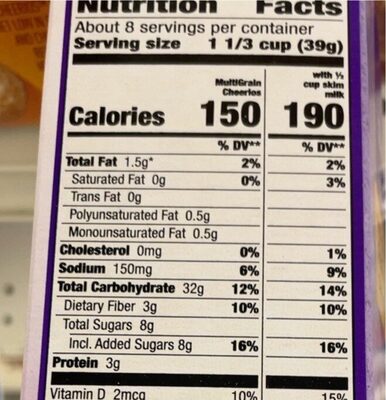 Nutrition Facts
About 8 servings per container
Serving size 1 1/3 cup (39g)
MultiGrain Cheerios
with ½ cup skim milk
Calories 150 190
% DV** % DV**
Total Fat 1.5g* 2% 2%
Saturated Fat 0g 0% 3%
Trans Fat 0g
Polyunsaturated Fat 0.5g
Monounsaturated Fat 0.5g
Cholesterol 0mg 0% 1%
Sodium 150mg 6% 9%
Total Carbohydrate 32g 12% 14%
Dietary Fiber 3g 10% 10%
Total Sugars 8g
Incl. Added Sugars 8g 16% 16%
Protein 3g
Vitamin D 2mcg 10% 15%